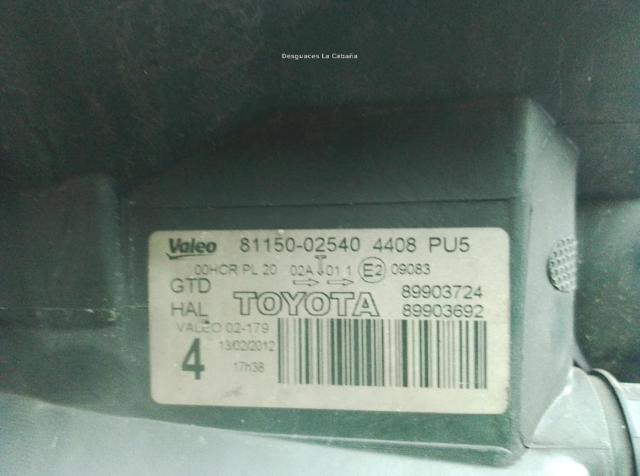 Desguaces La Cabaña
Valeo 81150-02540 4408 PU5
00HCR PL 20 02A 01 1 E2 09083
GTD 89903724
HAL TOYOTA 89903692
VALEO 02-179
4 13/02/2012
17h38